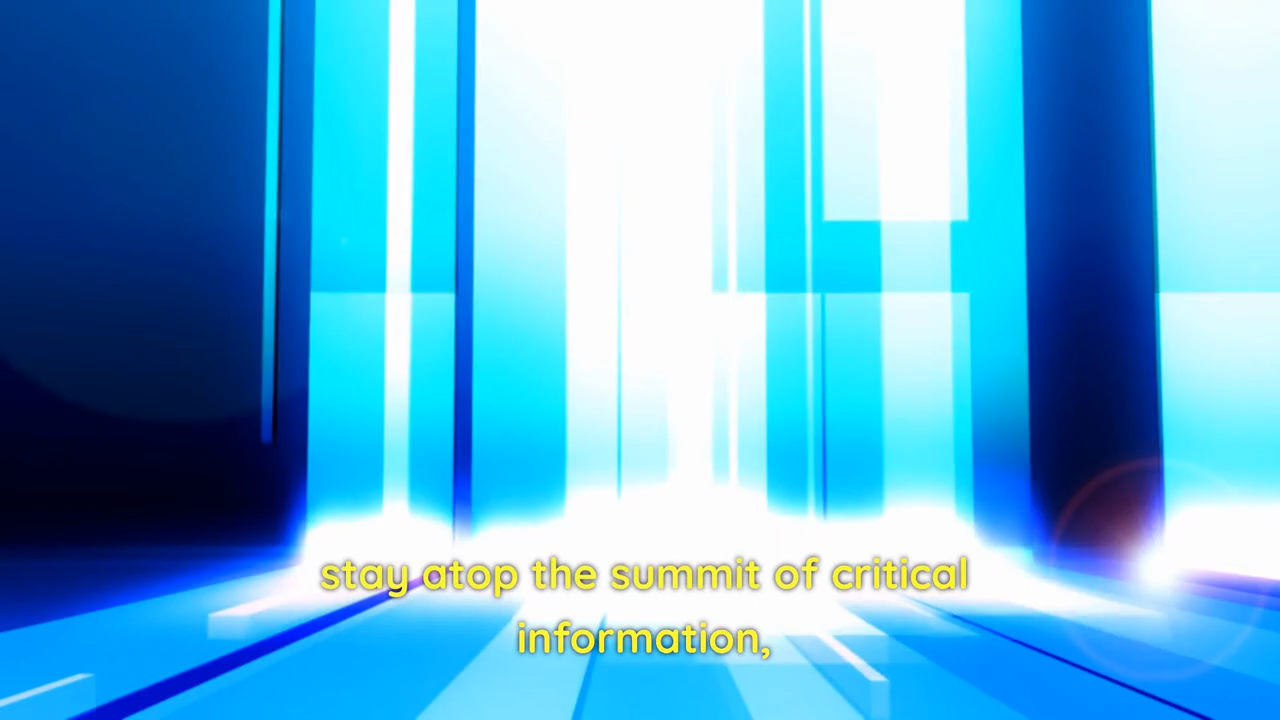 stay atop the summit of critical
information,